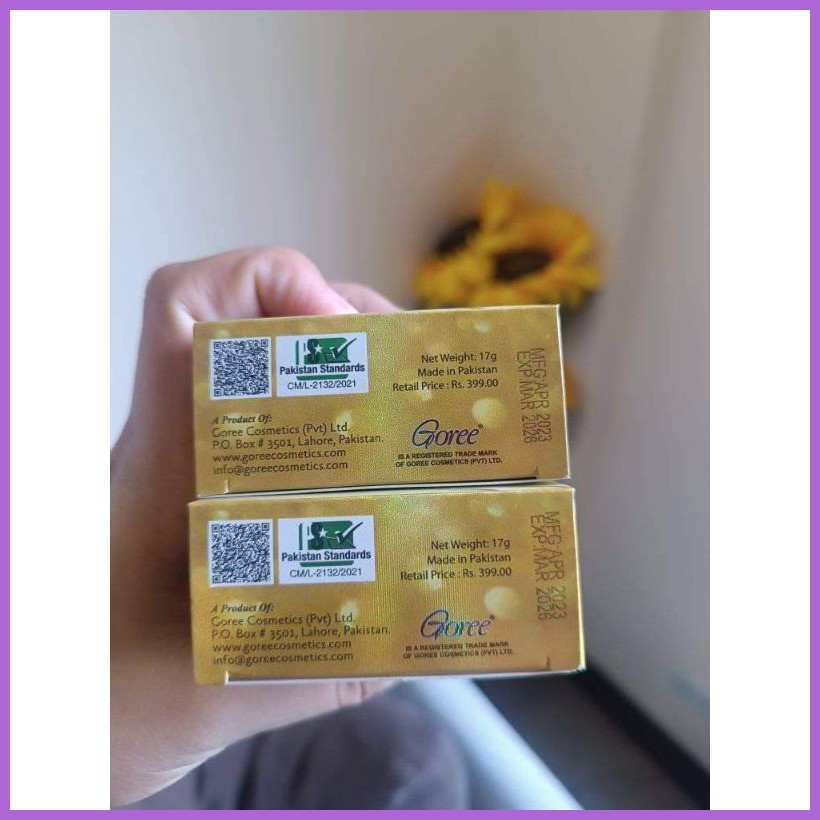 Pakistan Standards
CM/L-2132/2021
Net Weight: 17g
Made in Pakistan
Retail Price : Rs. 399.00
MFG:APR 2023
EXP:MAR 2026
A Product Of:
Goree Cosmetics (Pvt) Ltd.
P.O. Box # 3501, Lahore, Pakistan.
www.goreecosmetics.com
info@goreecosmetics.com
Goree®
IS A REGISTERED TRADE MARK
OF GOREE COSMETICS (PVT) LTD.
Pakistan Standards
CM/L-2132/2021
Net Weight: 17g
Made in Pakistan
Retail Price : Rs. 399.00
MFG:APR 2023
EXP:MAR 2026
A Product Of:
Goree Cosmetics (Pvt) Ltd.
P.O. Box # 3501, Lahore, Pakistan.
www.goreecosmetics.com
info@goreecosmetics.com
Goree®
IS A REGISTERED TRADE MARK
OF GOREE COSMETICS (PVT) LTD.